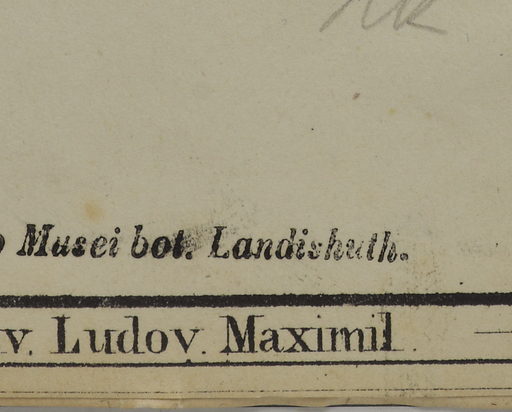 Musei bot. Landishuth.
v. Ludov. Maximil